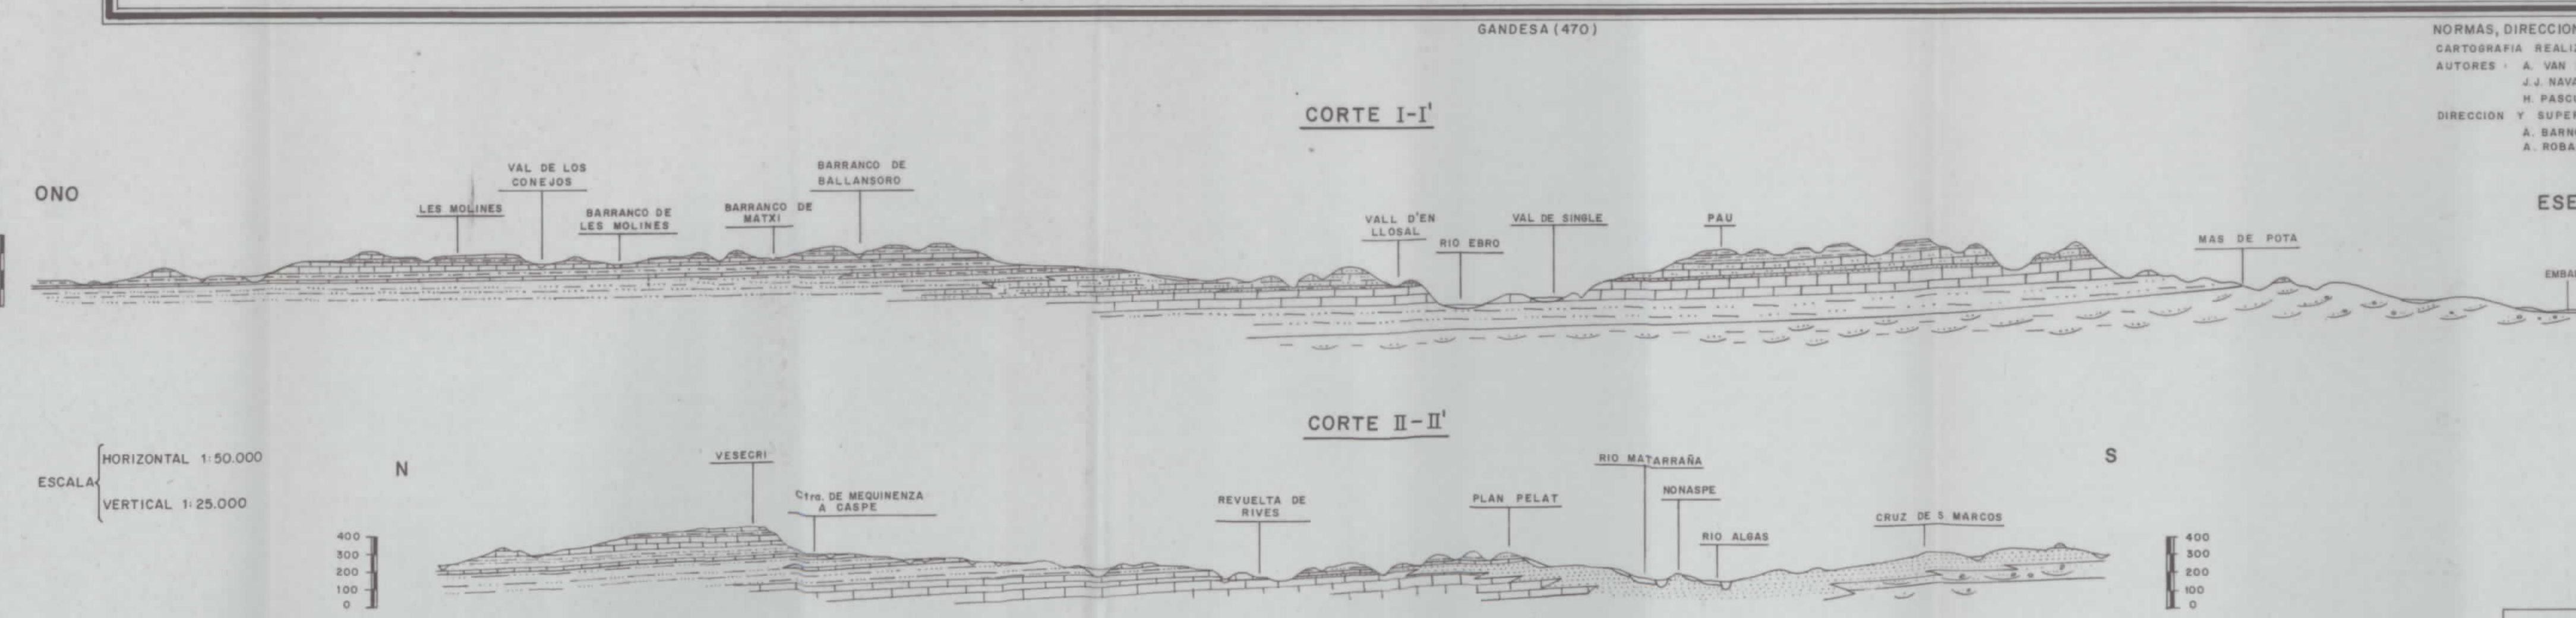 GANDESA (470)
NORMAS, DIRECCION
CARTOGRAFIA REALIZ
AUTORES : A. VAN
J.J. NAVA
H. PASCU
DIRECCION Y SUPER
A. BARNO
A. ROBA
CORTE I-I'
ONO
ESE
LES MOLINES
VAL DE LOS
CONEJOS
BARRANCO DE
LES MOLINES
BARRANCO DE
MATXI
BARRANCO DE
BALLANSORO
VALL D'EN
LLOSAL
RIO EBRO
VAL DE SINGLE
PAU
MAS DE POTA
EMBA
CORTE II-II'
ESCALA
HORIZONTAL 1:50.000
VERTICAL 1:25.000
N
S
VESECRI
Ctra. DE MEQUINENZA
A CASPE
REVUELTA DE
RIVES
PLAN PELAT
RIO MATARRAÑA
NONASPE
RIO ALGAS
CRUZ DE S MARCOS
400
300
200
100
0
400
300
200
100
0